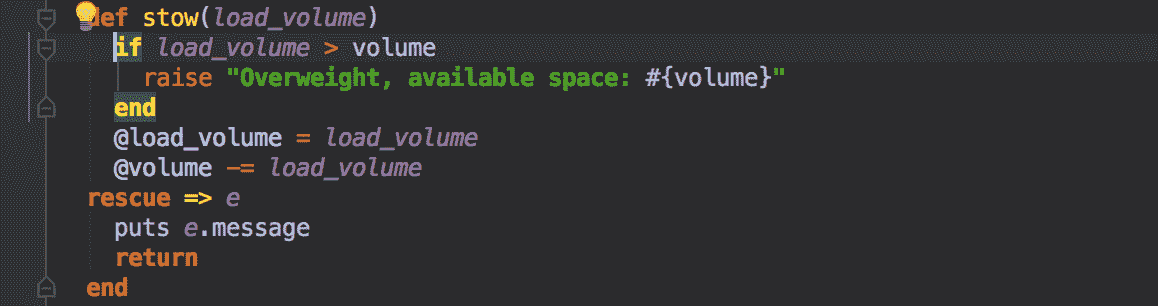 def stow(load_volume)
if load_volume > volume
raise "Overweight, available space: #{volume}"
end
@load_volume = load_volume
@volume -= load_volume
rescue => e
puts e.message
return
end